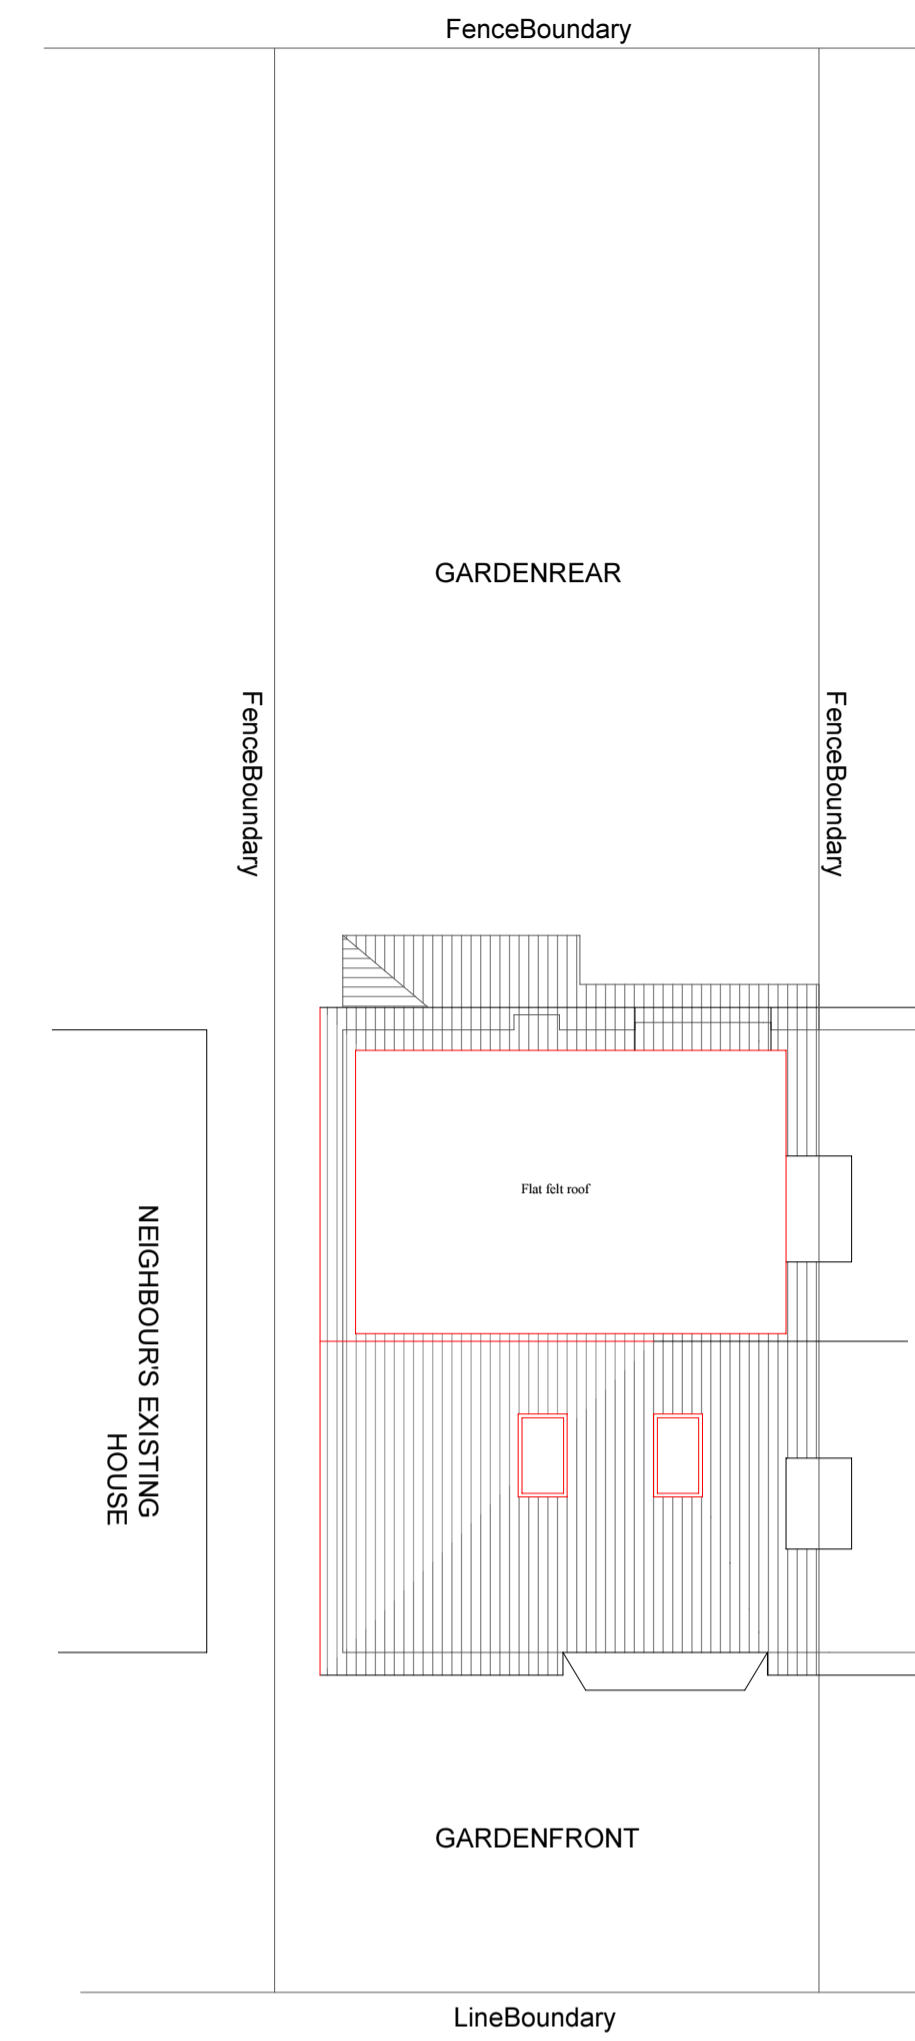 FenceBoundary
GARDENREAR
FenceBoundary
FenceBoundary
Flat felt roof
NEIGHBOUR'S EXISTING
HOUSE
GARDENFRONT
LineBoundary